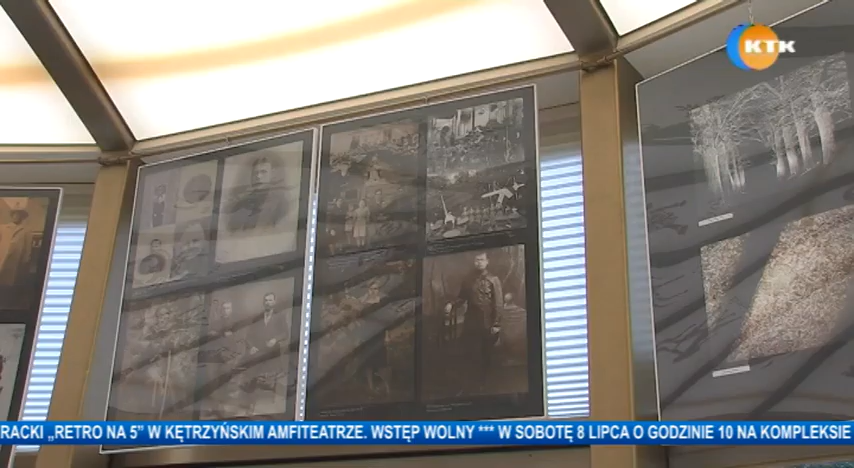 KTK
RACKI „RETRO NA 5” W KĘTRZYŃSKIM AMFITEATRZE. WSTĘP WOLNY *** W SOBOTĘ 8 LIPCA O GODZINIE 10 NA KOMPLEKSIE